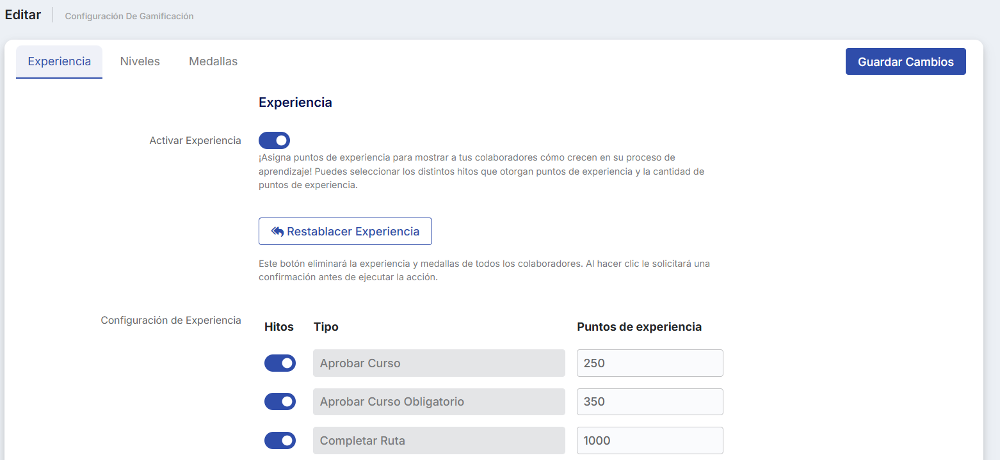 Editar
Configuración De Gamificación
Experiencia
Niveles
Medallas
Guardar Cambios
Experiencia
Activar Experiencia
¡Asigna puntos de experiencia para mostrar a tus colaboradores cómo crecen en su proceso de
aprendizaje! Puedes seleccionar los distintos hitos que otorgan puntos de experiencia y la cantidad de
puntos de experiencia.
Restablacer Experiencia
Este botón eliminará la experiencia y medallas de todos los colaboradores. Al hacer clic le solicitará una
confirmación antes de ejecutar la acción.
Configuración de Experiencia
Hitos Tipo Puntos de experiencia
Aprobar Curso 250
Aprobar Curso Obligatorio 350
Completar Ruta 1000